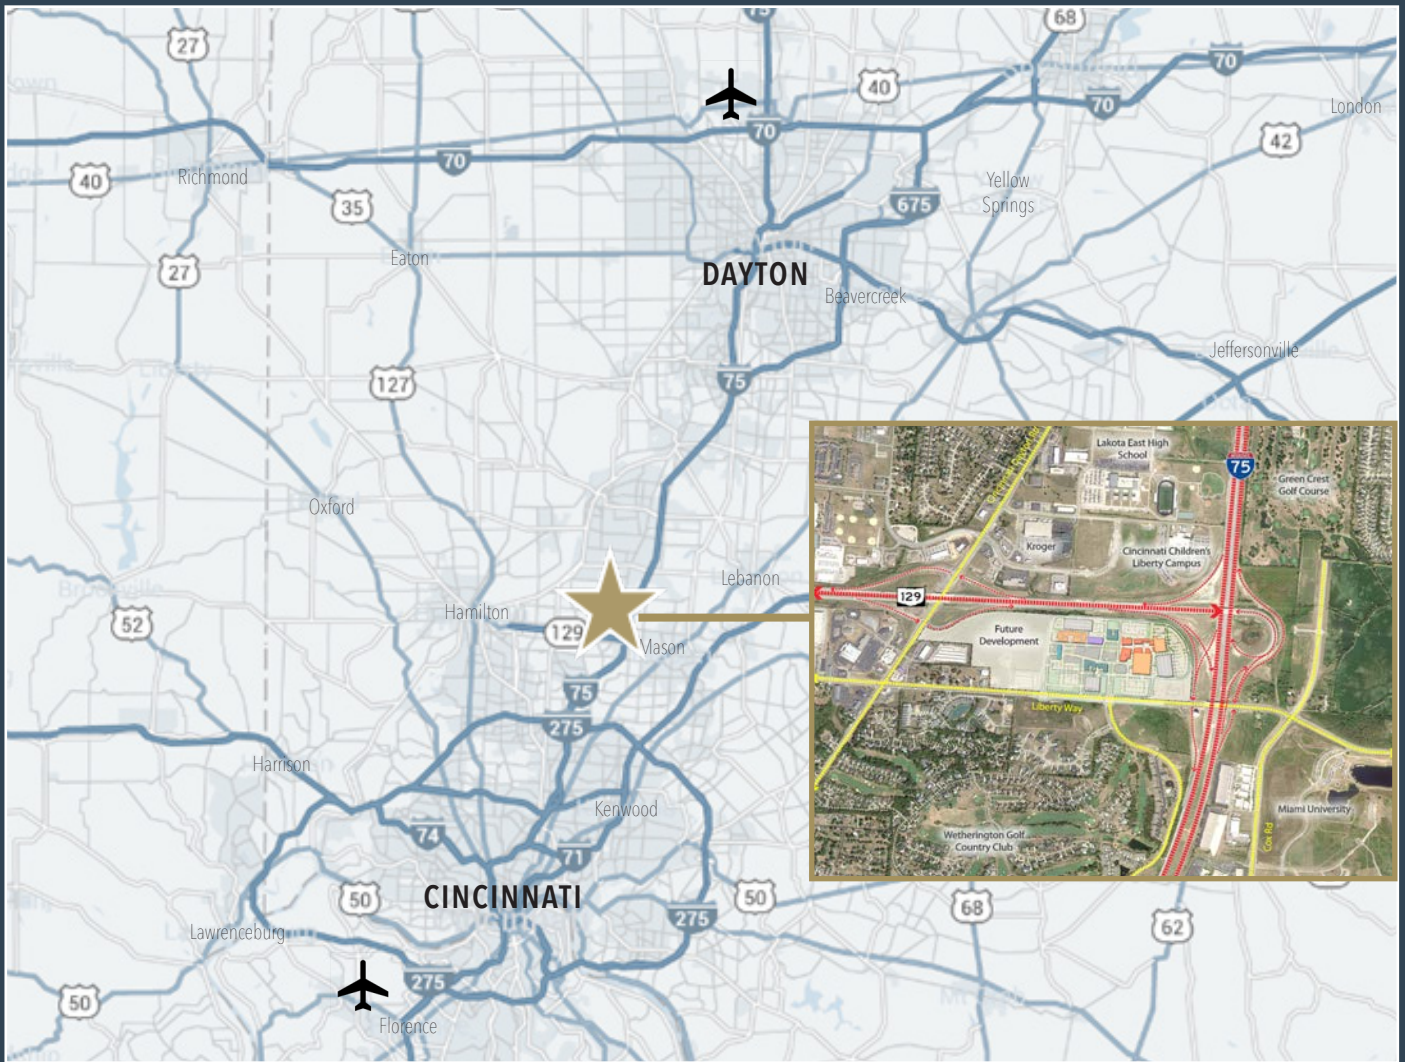 75
68
27
70
40
70
London
70
42
70
40
Richmond
Yellow
Springs
35
675
Eaton
27
DAYTON
Beavercreek
Jeffersonville
75
127
Lakota East High
School
75
Green Crest
Golf Course
Oxford
Kroger
Cincinnati Children's
Liberty Campus
Lebanon
129
Hamilton
52
129
Future
Development
Mason
75
Liberty Way
275
Harrison
Kenwood
Miami University
74
Wetherington Golf
Country Club
Cox Rd
71
CINCINNATI
50
50
68
275
62
Lawrenceburg
275
50
Florence